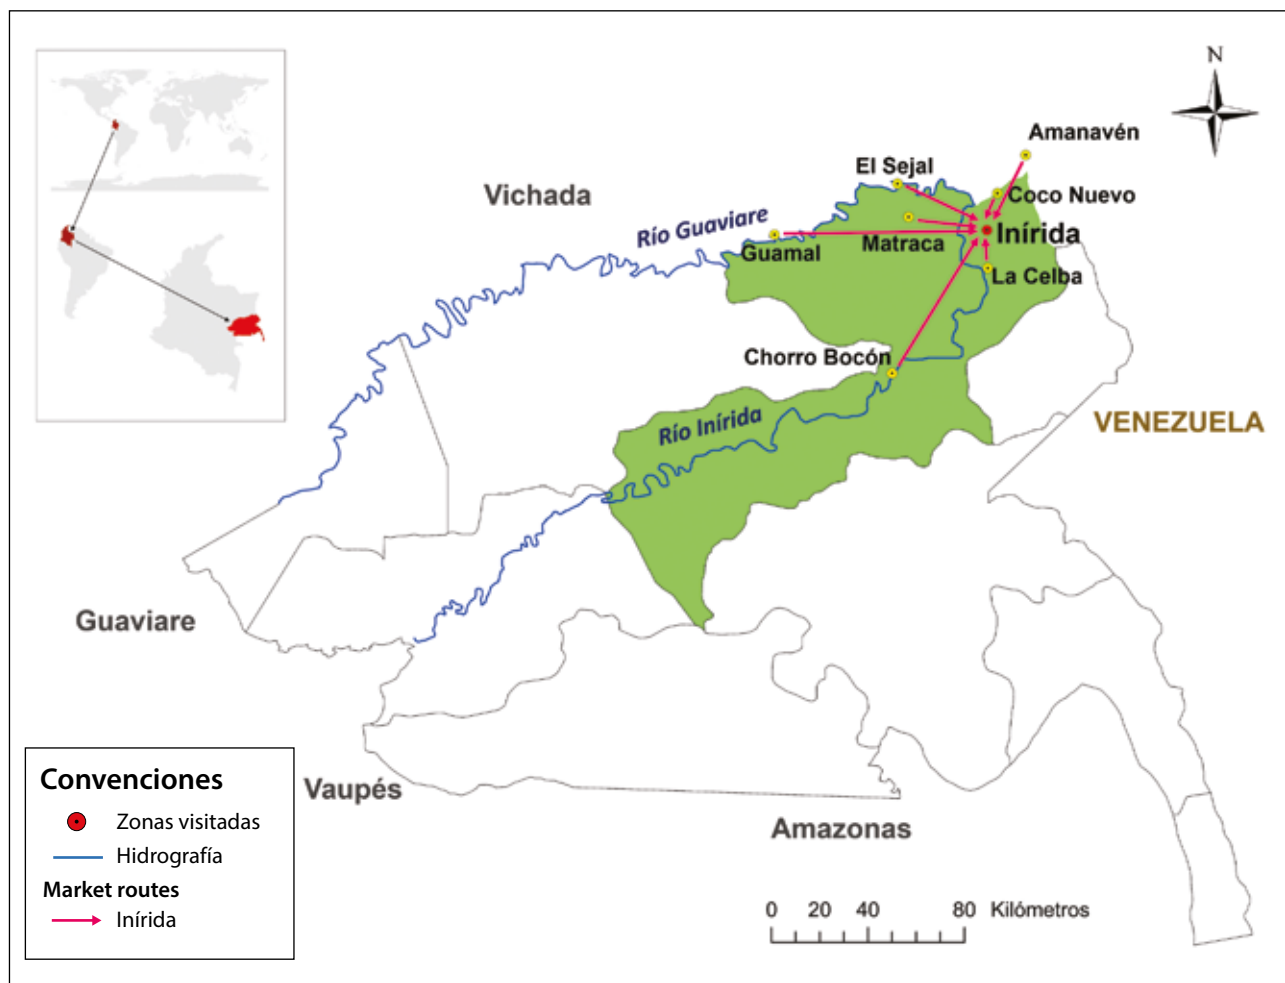 N
Amanavén
El Sejal
Vichada
Coco Nuevo
Río Guaviare
Inírida
Matraca
Guamal
La Celba
Chorro Bocón
Río Inírida
VENEZUELA
Guaviare
Convenciones
Zonas visitadas
Hidrografía
Market routes
Inírida
Vaupés
Amazonas
0 20 40 80 Kilómetros